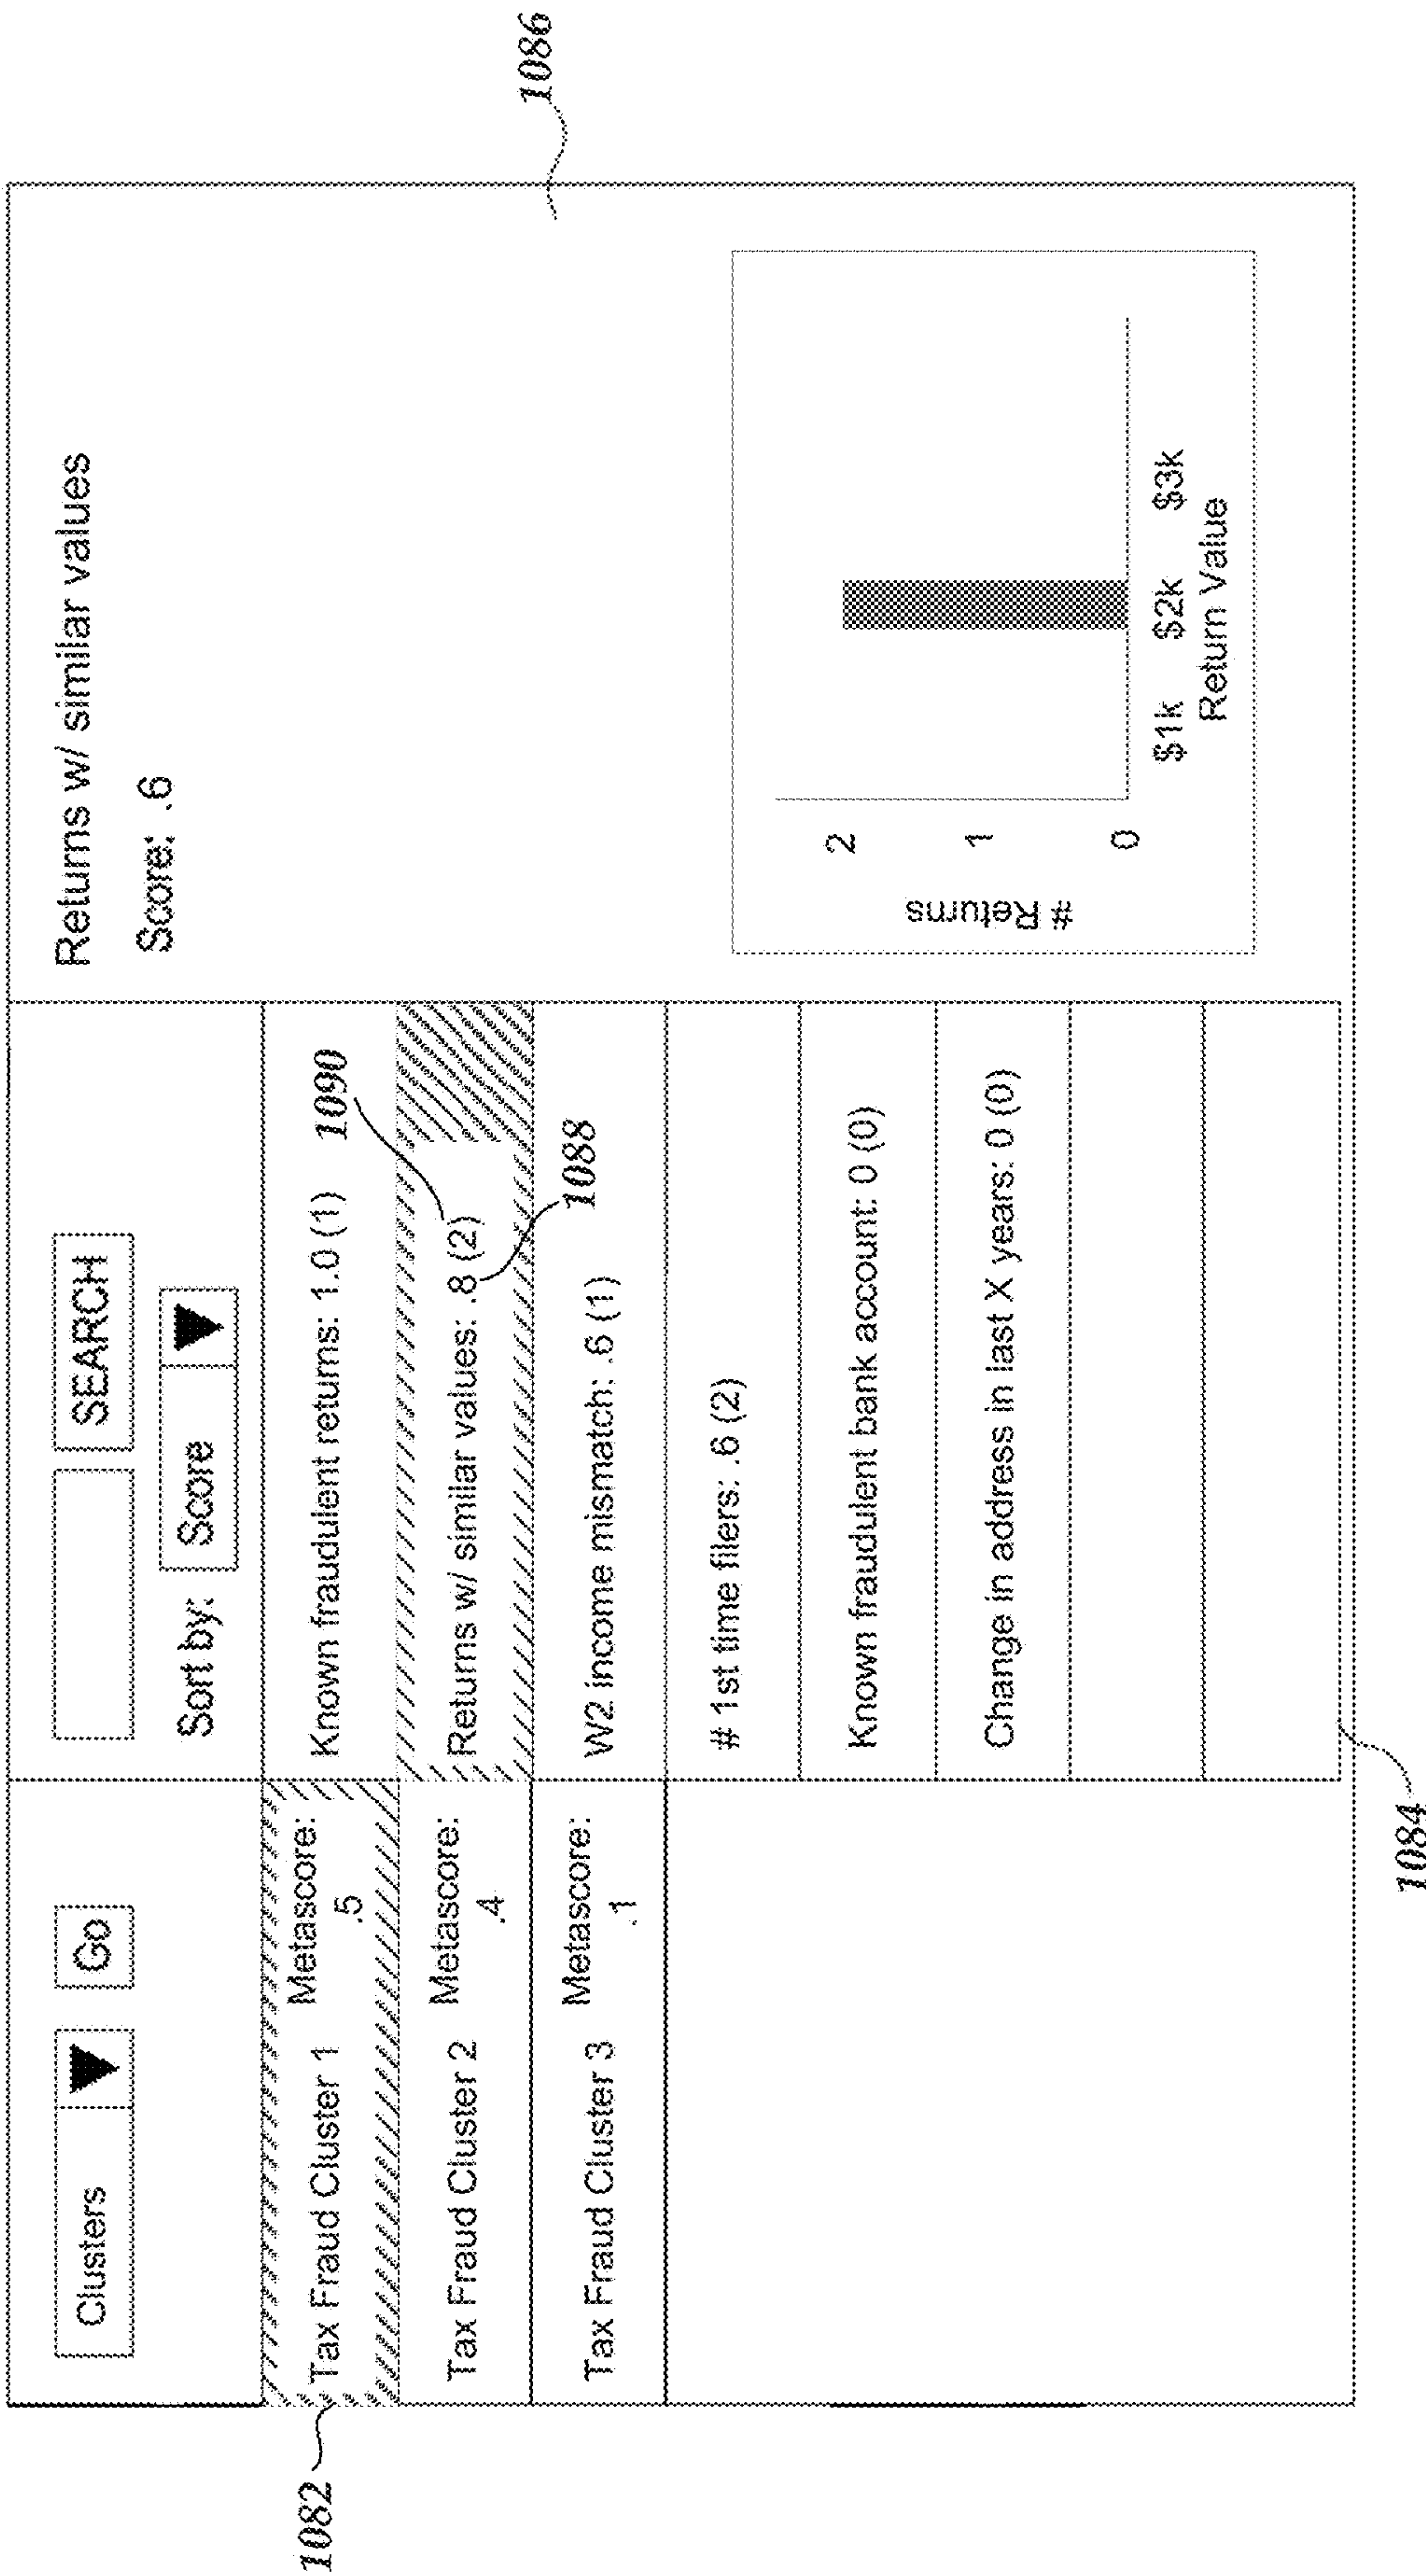 Clusters
Go
SEARCH
Sort by: Score
Returns w/ similar values
Score: .6
1086
1082
Tax Fraud Cluster 1 Metascore: .5
Tax Fraud Cluster 2 Metascore: .4
Tax Fraud Cluster 3 Metascore: .1
Known fraudulent returns: 1.0 (1)
1090
Returns w/ similar values: .8 (2)
1088
W2 income mismatch: .6 (1)
# 1st time filers: .6 (2)
Known fraudulent bank account: 0 (0)
Change in address in last X years: 0 (0)
1084
# Returns
2
1
0
$1k $2k $3k
Return Value